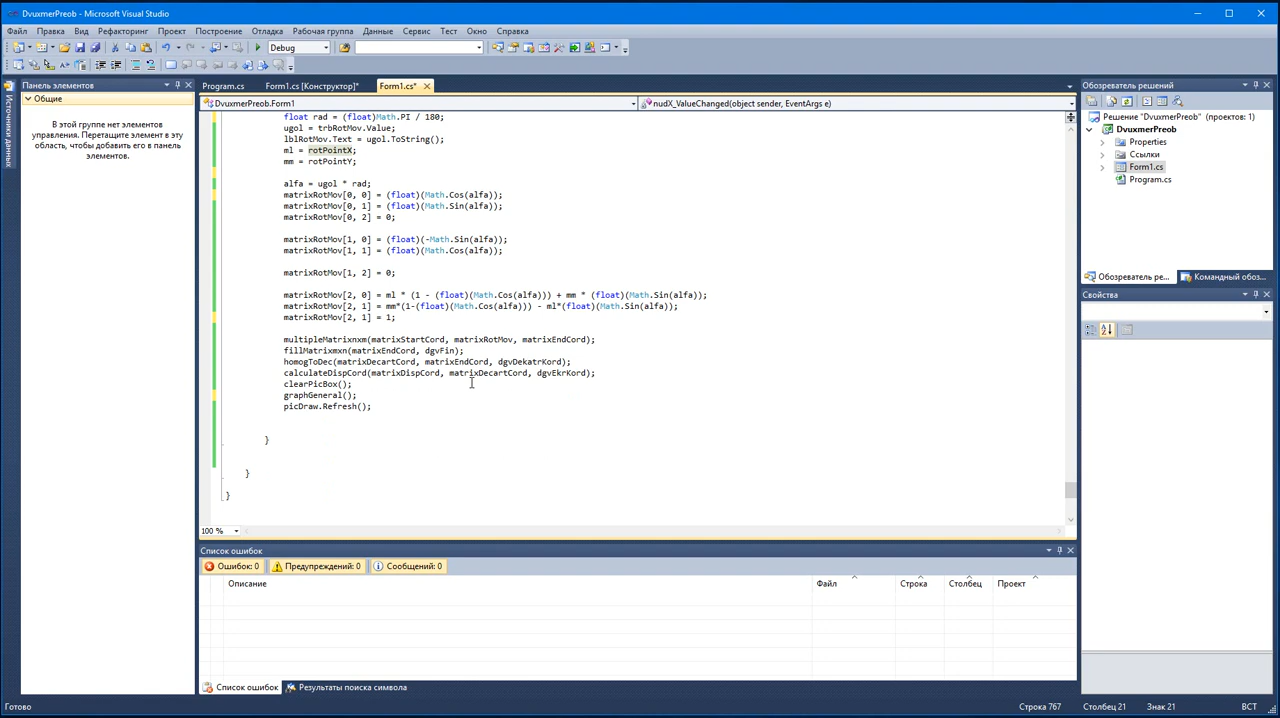 DvuxmerPreob - Microsoft Visual Studio
Файл Правка Вид Рефакторинг Проект Построение Отладка Рабочая группа Данные Сервис Тест Окно Справка
Debug
Источники данных
Панель элементов
Общие
В этой группе нет элементов
управления. Перетащите элемент в эту
область, чтобы добавить его в панель
элементов.
Program.cs Form1.cs [Конструктор]* Form1.cs*
DvuxmerPreob.Form1 nudX_ValueChanged(object sender, EventArgs e)
float rad = (float)Math.PI / 180;
ugol = trbRotMov.Value;
lblRotMov.Text = ugol.ToString();
ml = rotPointX;
mm = rotPointY;
alfa = ugol * rad;
matrixRotMov[0, 0] = (float)(Math.Cos(alfa));
matrixRotMov[0, 1] = (float)(Math.Sin(alfa));
matrixRotMov[0, 2] = 0;
matrixRotMov[1, 0] = (float)(-Math.Sin(alfa));
matrixRotMov[1, 1] = (float)(Math.Cos(alfa));
matrixRotMov[1, 2] = 0;
matrixRotMov[2, 0] = ml * (1 - (float)(Math.Cos(alfa))) + mm * (float)(Math.Sin(alfa));
matrixRotMov[2, 1] = mm*(1-(float)(Math.Cos(alfa))) - ml*(float)(Math.Sin(alfa));
matrixRotMov[2, 1] = 1;
multipleMatrixnxm(matrixStartCord, matrixRotMov, matrixEndCord);
fillMatrixmxn(matrixEndCord, dgvFin);
homogToDec(matrixDecartCord, matrixEndCord, dgvDekatrKord);
calculateDispCord(matrixDispCord, matrixDecartCord, dgvEkrKord);
clearPicBox();
graphGeneral();
picDraw.Refresh();
}
}
}
100 %
Список ошибок
Ошибок: 0 Предупреждений: 0 Сообщений: 0
Описание Файл Строка Столбец Проект
Список ошибок Результаты поиска символа
Обозреватель решений
Решение "DvuxmerPreob" (проектов: 1)
DvuxmerPreob
Properties
Ссылки
Form1.cs
Program.cs
Обозреватель ре... Командный обоз...
Свойства
Готово Строка 767 Столбец 21 Знак 21 ВСТ